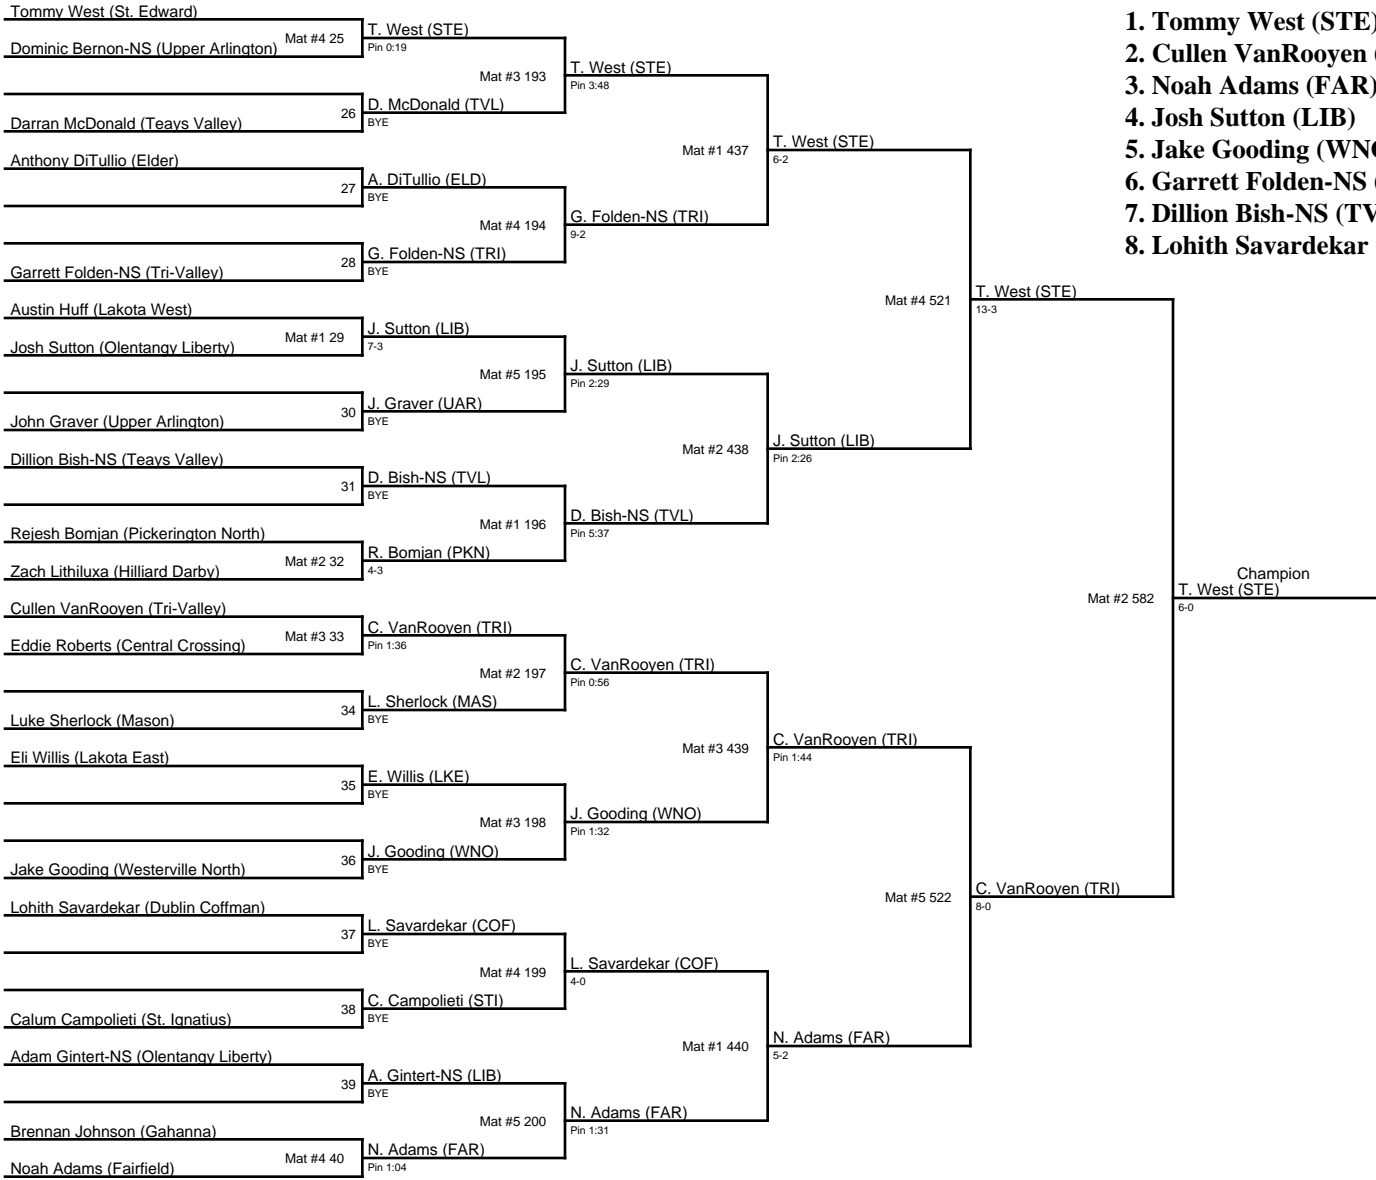 Tommy West (St. Edward)
Dominic Bernon-NS (Upper Arlington)
Mat #4 25
T. West (STE)
Pin 0:19
Mat #3 193
T. West (STE)
Pin 3:48
Darran McDonald (Teays Valley)
26
D. McDonald (TVL)
BYE
Mat #1 437
T. West (STE)
6-2
Anthony DiTullio (Elder)
27
A. DiTullio (ELD)
BYE
Mat #4 194
G. Folden-NS (TRI)
9-2
Garrett Folden-NS (Tri-Valley)
28
G. Folden-NS (TRI)
BYE
Mat #4 521
T. West (STE)
13-3
Austin Huff (Lakota West)
Josh Sutton (Olentangy Liberty)
Mat #1 29
J. Sutton (LIB)
7-3
Mat #5 195
J. Sutton (LIB)
Pin 2:29
John Graver (Upper Arlington)
30
J. Graver (UAR)
BYE
Mat #2 438
J. Sutton (LIB)
Pin 2:26
Dillion Bish-NS (Teays Valley)
31
D. Bish-NS (TVL)
BYE
Mat #1 196
D. Bish-NS (TVL)
Pin 5:37
Rejesh Bomjan (Pickerington North)
Zach Lithiluxa (Hilliard Darby)
Mat #2 32
R. Bomjan (PKN)
4-3
Mat #2 582
Champion
T. West (STE)
6-0
Cullen VanRooyen (Tri-Valley)
Eddie Roberts (Central Crossing)
Mat #3 33
C. VanRooyen (TRI)
Pin 1:36
Mat #2 197
C. VanRooyen (TRI)
Pin 0:56
Luke Sherlock (Mason)
34
L. Sherlock (MAS)
BYE
Mat #3 439
C. VanRooyen (TRI)
Pin 1:44
Eli Willis (Lakota East)
35
E. Willis (LKE)
BYE
Mat #3 198
J. Gooding (WNO)
Pin 1:32
Jake Gooding (Westerville North)
36
J. Gooding (WNO)
BYE
Mat #5 522
C. VanRooyen (TRI)
8-0
Lohith Savardekar (Dublin Coffman)
37
L. Savardekar (COF)
BYE
Mat #4 199
L. Savardekar (COF)
4-0
Calum Campolieti (St. Ignatius)
38
C. Campolieti (STI)
BYE
Mat #1 440
N. Adams (FAR)
5-2
Adam Gintert-NS (Olentangy Liberty)
39
A. Gintert-NS (LIB)
BYE
Mat #5 200
N. Adams (FAR)
Pin 1:31
Brennan Johnson (Gahanna)
Noah Adams (Fairfield)
Mat #4 40
N. Adams (FAR)
Pin 1:04
1. Tommy West (STE)
2. Cullen VanRooyen (
3. Noah Adams (FAR)
4. Josh Sutton (LIB)
5. Jake Gooding (WNO
6. Garrett Folden-NS (
7. Dillion Bish-NS (TV
8. Lohith Savardekar